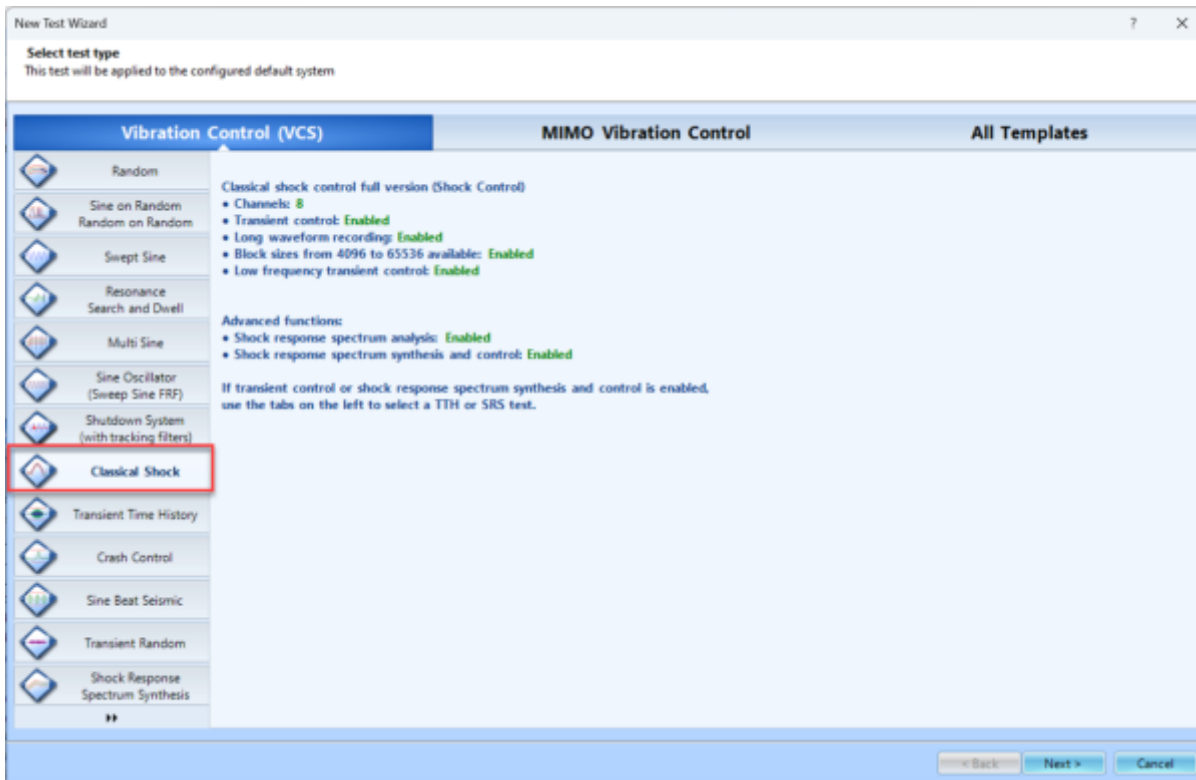 New Test Wizard
?
Select test type
This test will be applied to the configured default system
Vibration Control (VCS)
MIMO Vibration Control
All Templates
Random
Sine on Random
Random on Random
Swept Sine
Resonance
Search and Dwell
Multi Sine
Sine Oscillator
(Sweep Sine FRF)
Shutdown System
(with tracking filters)
Classical Shock
Transient Time History
Crash Control
Sine Beat Seismic
Transient Random
Shock Response
Spectrum Synthesis
Classical shock control full version (Shock Control)
• Channels: 8
• Transient control: Enabled
• Long waveform recording: Enabled
• Block sizes from 4096 to 65536 available: Enabled
• Low frequency transient control: Enabled
Advanced functions:
• Shock response spectrum analysis: Enabled
• Shock response spectrum synthesis and control: Enabled
If transient control or shock response spectrum synthesis and control is enabled,
use the tabs on the left to select a TTH or SRS test.
< Back
Next >
Cancel